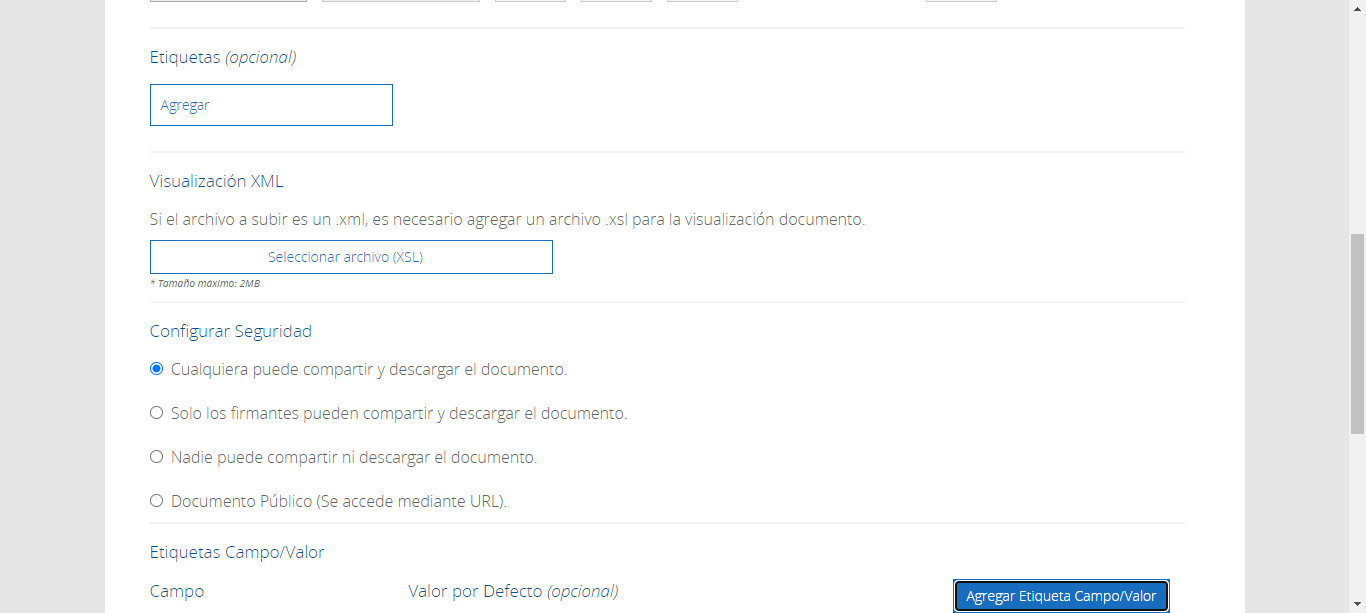 Etiquetas (opcional)
Agregar
Visualización XML
Si el archivo a subir es un .xml, es necesario agregar un archivo .xsl para la visualización documento.
Seleccionar archivo (XSL)
* Tamaño máximo: 2MB
Configurar Seguridad
Cualquiera puede compartir y descargar el documento.
Solo los firmantes pueden compartir y descargar el documento.
Nadie puede compartir ni descargar el documento.
Documento Público (Se accede mediante URL).
Etiquetas Campo/Valor
Campo Valor por Defecto (opcional) Agregar Etiqueta Campo/Valor